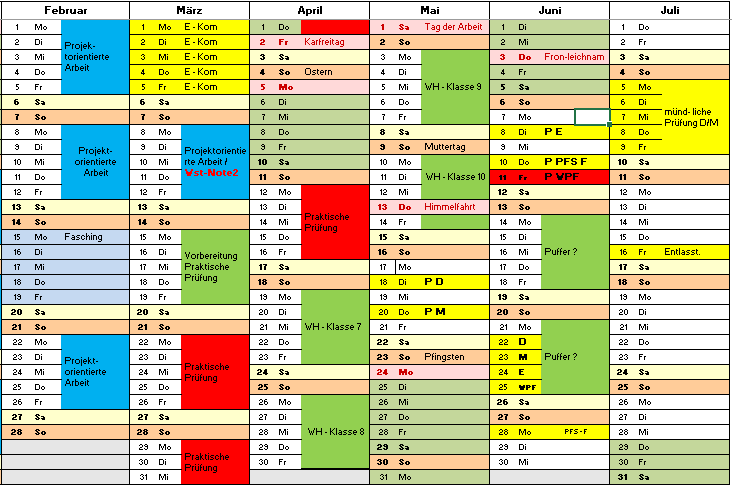 Februar März April Mai Juni Juli
1 Mo 1 Mo E - Kom 1 Do 1 Sa Tag der Arbeit 1 Di 1 Do
2 Di Projek- 2 Di E - Kom 2 Fr Karfreitag 2 So 2 Mi 2 Fr
3 Mi torientierte 3 Mi E - Kom 3 Sa 3 Mo 3 Do Fron-leichnam 3 Sa
4 Do Arbeit 4 Do E - Kom 4 So Ostern 4 Di 4 Fr 4 So
5 Fr 5 Fr E - Kom 5 Mo 5 Mi WH - Klasse 9 5 Sa 5 Mo
6 Sa 6 Sa 6 Di 6 Do 6 So 6 Di münd- liche
7 So 7 So 7 Mi 7 Fr 7 Mo 7 Mi Prüfung D/M
8 Mo 8 Mo 8 Do 8 Sa 8 Di P E 8 Do
9 Di Projekt- 9 Di Projektorientie 9 Fr 9 So Muttertag 9 Mi 9 Fr
10 Mi orientierte 10 Mi rte Arbeit / 10 Sa 10 Mo 10 Do P PFS F 10 Sa
11 Do Arbeit 11 Do Wst-Note2 11 So 11 Di WH - Klasse 10 11 Fr P WPF 11 So
12 Fr 12 Fr 12 Mo 12 Mi 12 Sa 12 Mo
13 Sa 13 Sa 13 Di Praktische 13 Do Himmelfahrt 13 So 13 Di
14 So 14 So 14 Mi Prüfung 14 Fr 14 Mo 14 Mi
15 Mo Fasching 15 Mo 15 Do 15 Sa 15 Di 15 Do
16 Di 16 Di Vorbereitung 16 Fr 16 So 16 Mi Puffer ? 16 Fr Entlasst.
17 Mi 17 Mi Praktische 17 Sa 17 Mo 17 Do 17 Sa
18 Do 18 Do Prüfung 18 So 18 Di P D 18 Fr 18 So
19 Fr 19 Fr 19 Mo 19 Mi 19 Sa 19 Mo
20 Sa 20 Sa 20 Di 20 Do P M 20 So 20 Di
21 So 21 So 21 Mi WH - Klasse 7 21 Fr 21 Mo 21 Mi
22 Mo 22 Mo 22 Do 22 Sa 22 D 22 Do
23 Di Projekt- 23 Di Praktische 23 Fr 23 So Pfingsten 23 M Puffer ? 23 Fr
24 Mi orientierte 24 Mi Prüfung 24 Sa 24 Mo 24 E 24 Sa
25 Do Arbeit 25 Do 25 So 25 Di 25 WPF 25 So
26 Fr 26 Fr 26 Mo 26 Mi 26 Sa 26 Mo
27 Sa 27 Sa 27 Di 27 Do 27 So 27 Di
28 So 28 So 28 Mi WH - Klasse 8 28 Fr 28 Mo PFS - F 28 Mi
29 Mo 29 Do 29 Sa 29 Di 29 Do
30 Di Praktische 30 Fr 30 So 30 Mi 30 Fr
31 Mi Prüfung 31 Mo 31 Sa